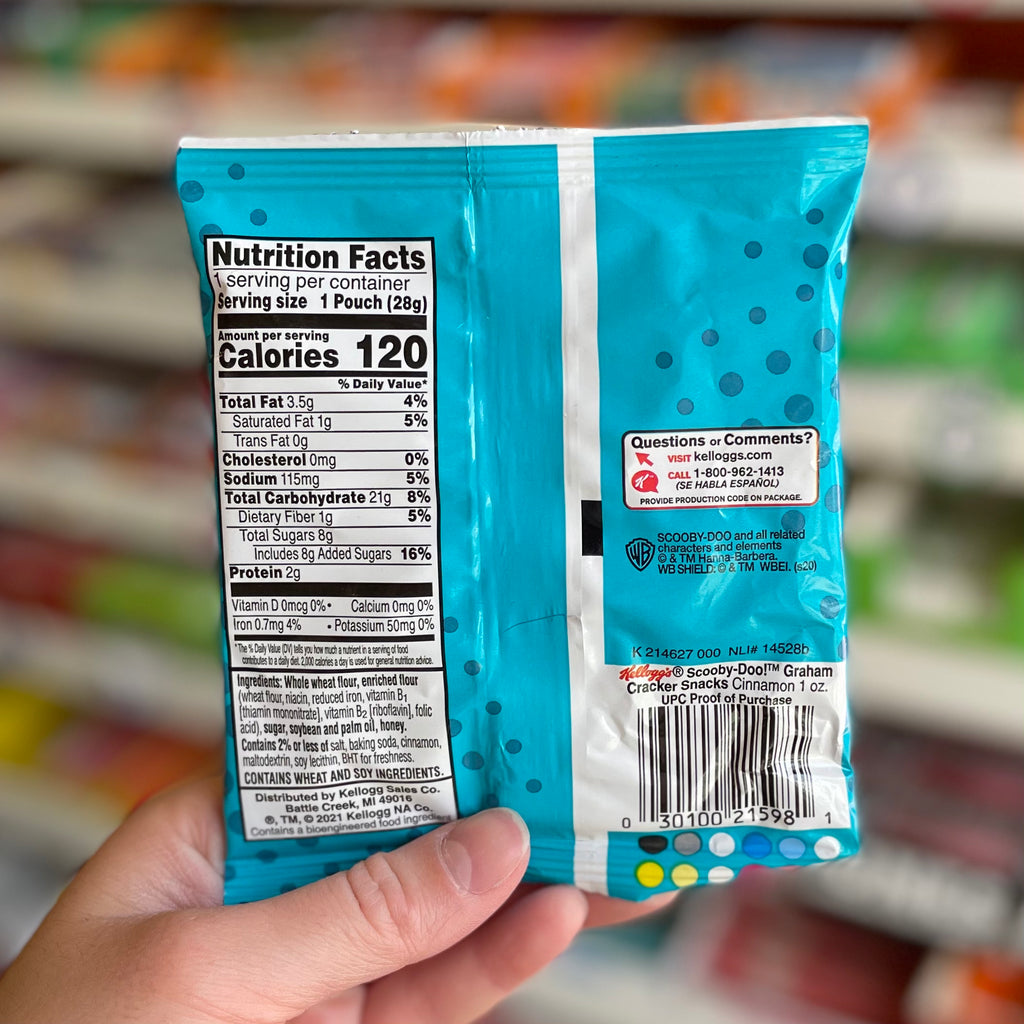 Nutrition Facts
1 serving per container
Serving size 1 Pouch (28g)
Amount per serving
Calories 120
% Daily Value*
Total Fat 3.5g 4%
Saturated Fat 1g 5%
Trans Fat 0g
Cholesterol 0mg 0%
Sodium 115mg 5%
Total Carbohydrate 21g 8%
Dietary Fiber 1g 5%
Total Sugars 8g
Includes 8g Added Sugars 16%
Protein 2g
Vitamin D 0mcg 0% • Calcium 0mg 0%
Iron 0.7mg 4% • Potassium 50mg 0%
*The % Daily Value (DV) tells you how much a nutrient in a serving of food
contributes to a daily diet. 2,000 calories a day is used for general nutrition advice.
Ingredients: Whole wheat flour, enriched flour
(wheat flour, niacin, reduced iron, vitamin B1
[thiamin mononitrate], vitamin B2 [riboflavin], folic
acid), sugar, soybean and palm oil, honey.
Contains 2% or less of salt, baking soda, cinnamon,
maltodextrin, soy lecithin, BHT for freshness.
CONTAINS WHEAT AND SOY INGREDIENTS.
Distributed by Kellogg Sales Co.
Battle Creek, MI 49016
®, TM, © 2021 Kellogg NA Co.
Contains a bioengineered food ingredient
Questions or Comments?
VISIT kelloggs.com
K
CALL 1-800-962-1413
(SE HABLA ESPAÑOL)
PROVIDE PRODUCTION CODE ON PACKAGE.
WB
SCOOBY-DOO and all related
characters and elements
© & TM Hanna-Barbera.
WB SHIELD: © & TM WBEI. (s20)
K 214627 000 NLI# 14528b
Kellogg's® Scooby-Doo!™ Graham
Cracker Snacks Cinnamon 1 oz.
UPC Proof of Purchase
0 30100 21598 1